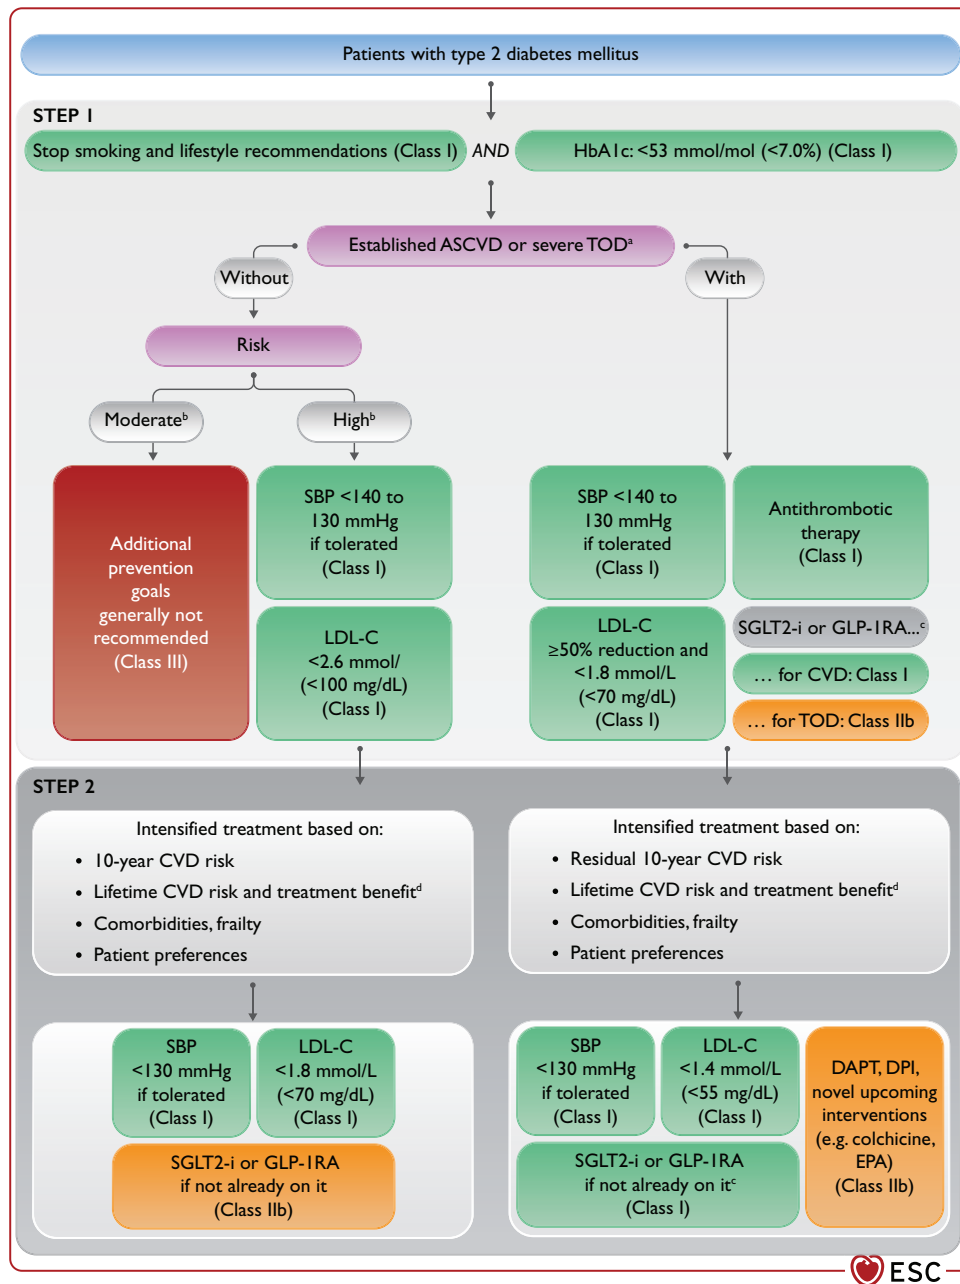 Patients with type 2 diabetes mellitus
STEP 1
Stop smoking and lifestyle recommendations (Class I)
AND
HbA1c: <53 mmol/mol (<7.0%) (Class I)
Established ASCVD or severe TODᵃ
Without
With
Risk
Moderateᵇ
Highᵇ
Additional
prevention
goals
generally not
recommended
(Class III)
SBP <140 to
130 mmHg
if tolerated
(Class I)
LDL-C
<2.6 mmol/
(<100 mg/dL)
(Class I)
SBP <140 to
130 mmHg
if tolerated
(Class I)
LDL-C
≥50% reduction and
<1.8 mmol/L
(<70 mg/dL)
(Class I)
Antithrombotic
therapy
(Class I)
SGLT2-i or GLP-1RA...ᶜ
… for CVD: Class I
… for TOD: Class IIb
STEP 2
Intensified treatment based on:
• 10-year CVD risk
• Lifetime CVD risk and treatment benefitᵈ
• Comorbidities, frailty
• Patient preferences
Intensified treatment based on:
• Residual 10-year CVD risk
• Lifetime CVD risk and treatment benefitᵈ
• Comorbidities, frailty
• Patient preferences
SBP
<130 mmHg
if tolerated
(Class I)
LDL-C
<1.8 mmol/L
(<70 mg/dL)
(Class I)
SGLT2-i or GLP-1RA
if not already on it
(Class IIb)
SBP
<130 mmHg
if tolerated
(Class I)
LDL-C
<1.4 mmol/L
(<55 mg/dL)
(Class I)
SGLT2-i or GLP-1RA
if not already on itᶜ
(Class I)
DAPT, DPI,
novel upcoming
interventions
(e.g. colchicine,
EPA)
(Class IIb)
ESC